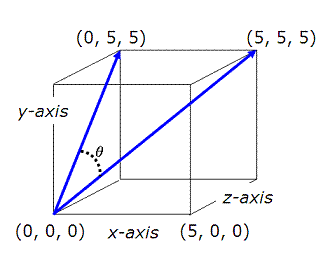 (0, 5, 5) (5, 5, 5)
y-axis
θ
z-axis
(0, 0, 0) x-axis (5, 0, 0)